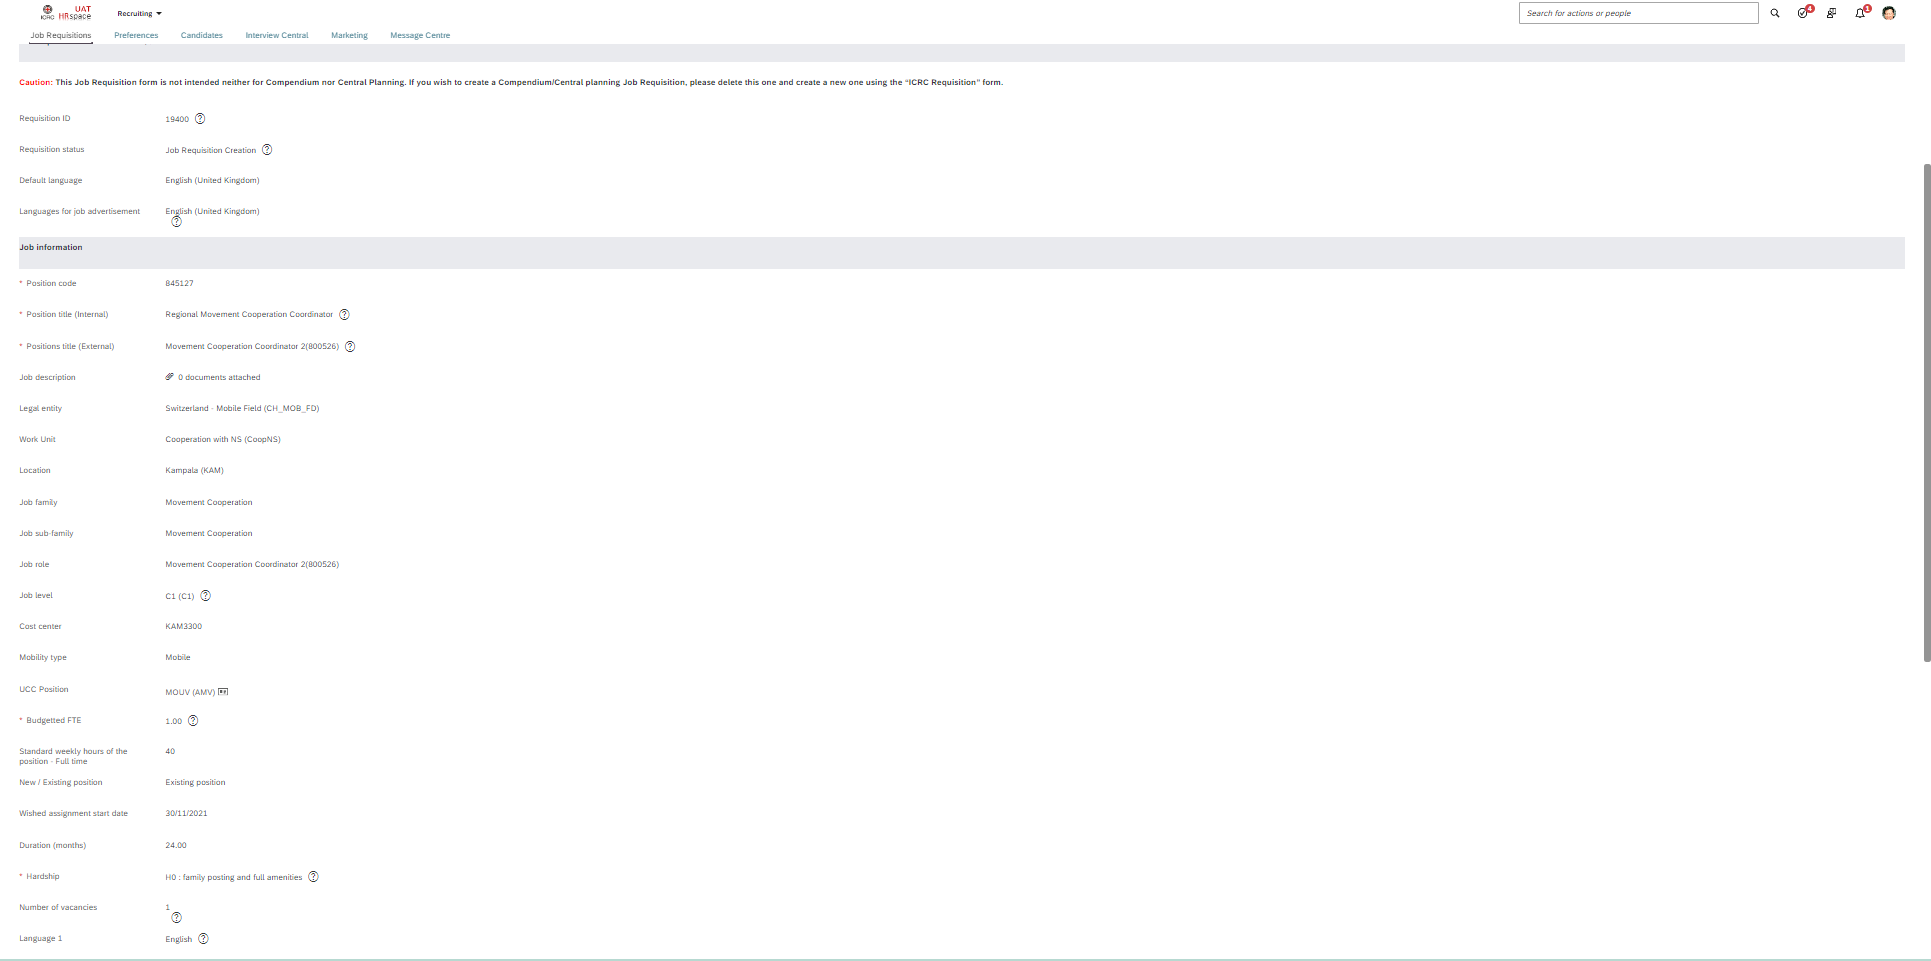 ICRC
UAT
HRspace
Recruiting
Search for actions or people
4
1
Job Requisitions
Preferences
Candidates
Interview Central
Marketing
Message Centre
Caution: This Job Requisition form is not intended neither for Compendium nor Central Planning. If you wish to create a Compendium/Central planning Job Requisition, please delete this one and create a new one using the "ICRC Requisition" form.
Requisition ID
19400
Requisition status
Job Requisition Creation
Default language
English (United Kingdom)
Languages for job advertisement
English (United Kingdom)
Job information
* Position code
845127
* Position title (Internal)
Regional Movement Cooperation Coordinator
* Positions title (External)
Movement Cooperation Coordinator 2(800526)
Job description
0 documents attached
Legal entity
Switzerland - Mobile Field (CH_MOB_FD)
Work Unit
Cooperation with NS (CoopNS)
Location
Kampala (KAM)
Job family
Movement Cooperation
Job sub-family
Movement Cooperation
Job role
Movement Cooperation Coordinator 2(800526)
Job level
C1 (C1)
Cost center
KAM3300
Mobility type
Mobile
UCC Position
MOUV (AMV)
* Budgetted FTE
1.00
Standard weekly hours of the
position - Full time
40
New / Existing position
Existing position
Wished assignment start date
30/11/2021
Duration (months)
24.00
* Hardship
H0 : family posting and full amenities
Number of vacancies
1
Language 1
English